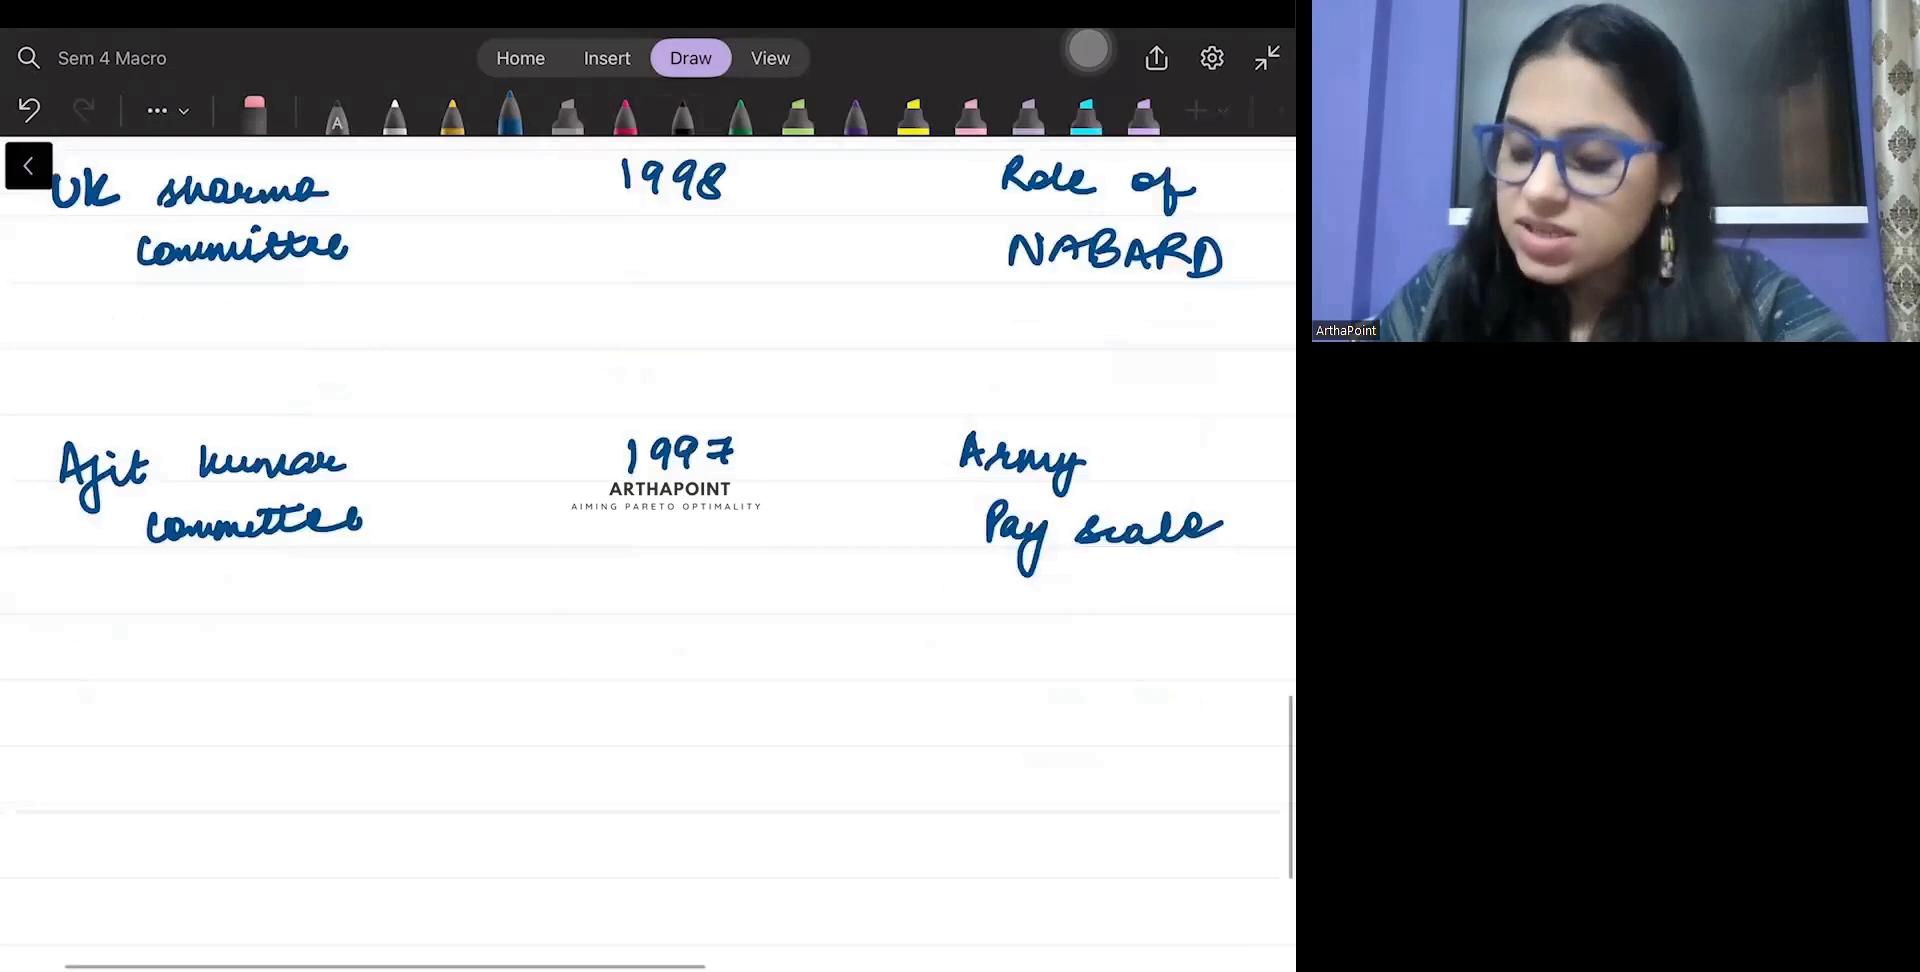 Sem 4 Macro
Home Insert Draw View
A
UK Sharma 1998 Role of
Committee NABARD
Ajit Kumar 1997 Army
Committee Pay scale
ARTHAPOINT
AIMING PARETO OPTIMALITY
ArthaPoint